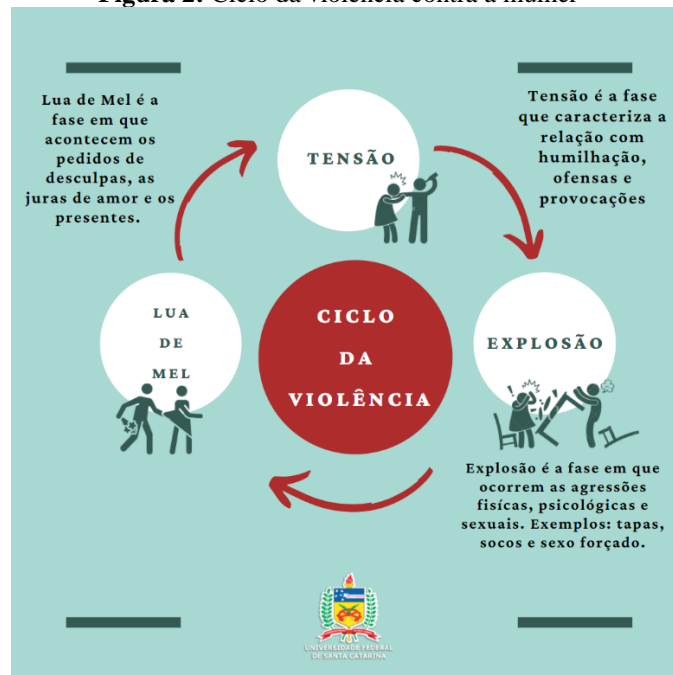 Figura 2: Ciclo da violência contra a mulher
Lua de Mel é a
fase em que
acontecem os
pedidos de
desculpas, as
juras de amor e os
presentes.
TENSÃO
Tensão é a fase
que caracteriza a
relação com
humilhação,
ofensas e
provocações
LUA
DE
MEL
CICLO
DA
VIOLÊNCIA
EXPLOSÃO
Explosão é a fase em que
ocorrem as agressões
fisícas, psicológicas e
sexuais. Exemplos: tapas,
socos e sexo forçado.
UNIVERSIDADE FEDERAL
DE SANTA CATARINA